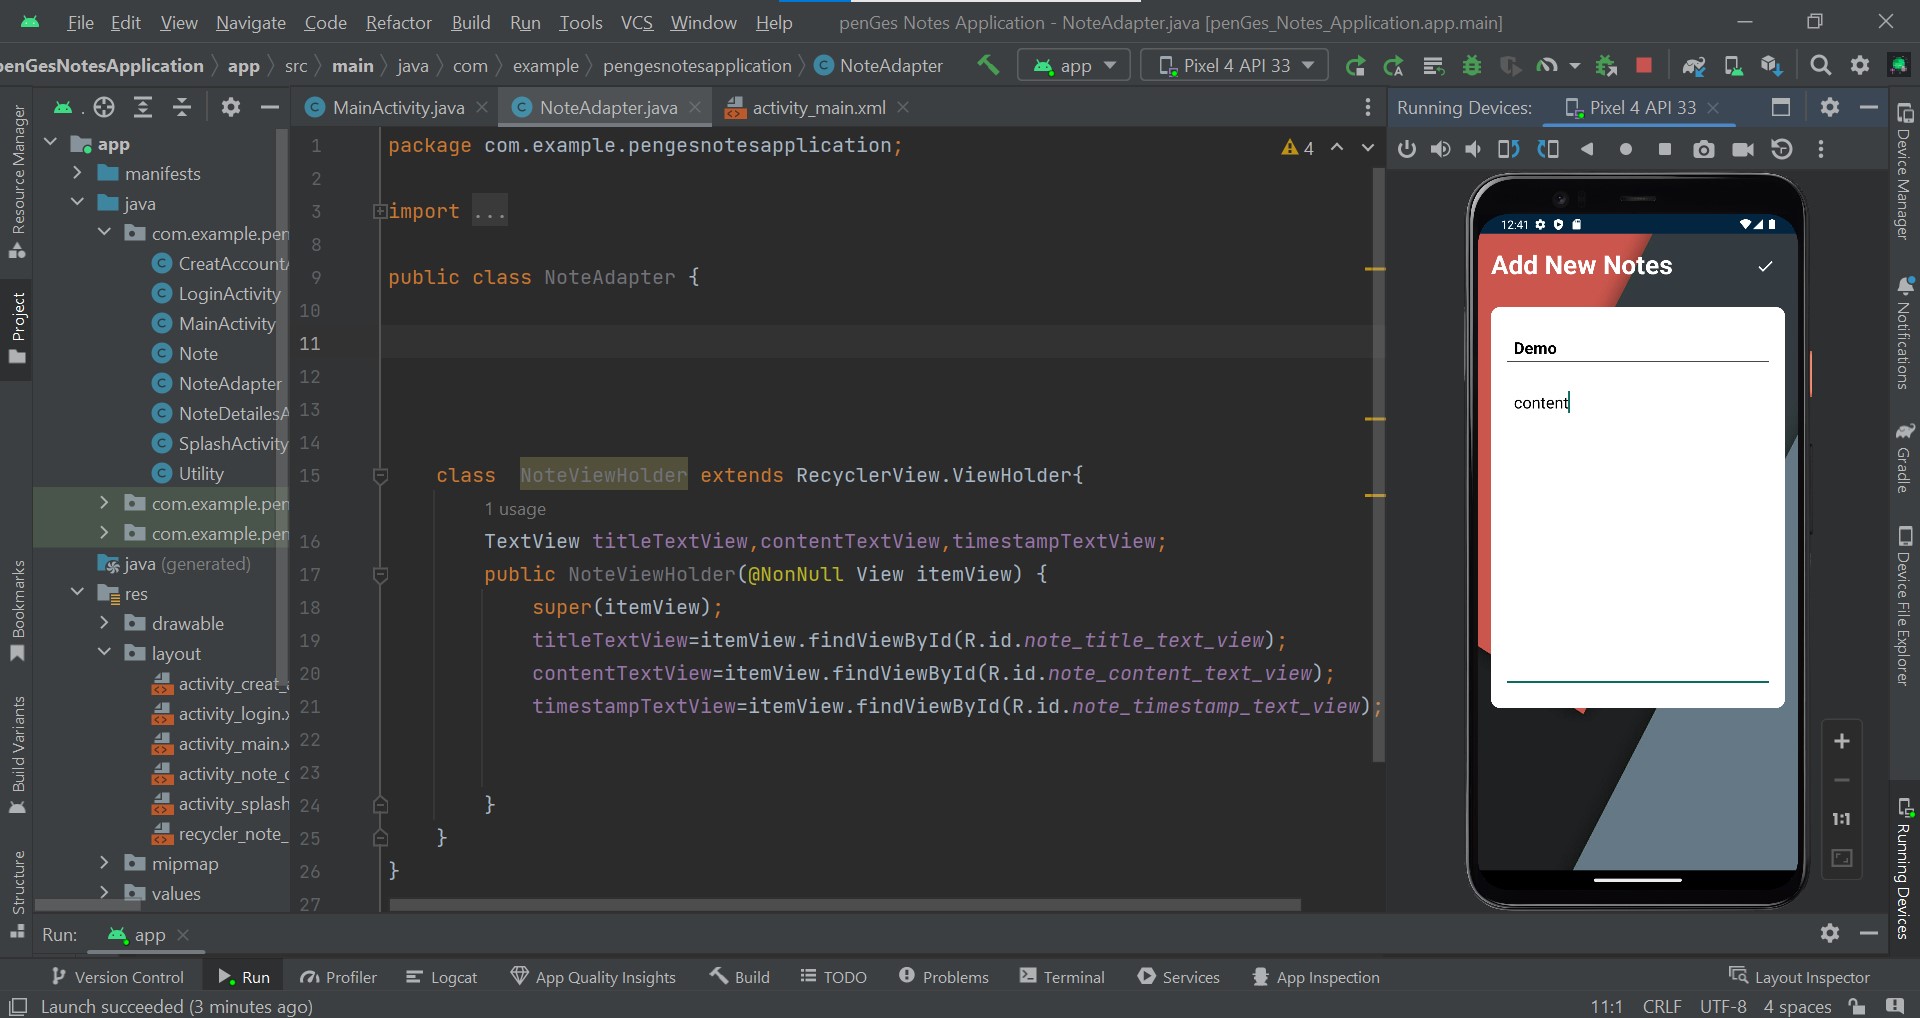 File Edit View Navigate Code Refactor Build Run Tools VCS Window Help penGes Notes Application - NoteAdapter.java [penGes_Notes_Application.app.main]
penGesNotesApplication app src main java com example pengesnotesapplication NoteAdapter app Pixel 4 API 33
MainActivity.java NoteAdapter.java activity_main.xml
Running Devices: Pixel 4 API 33
Resource Manager
Project
Bookmarks
Build Variants
Structure
app
manifests
java
com.example.pen
CreatAccount
LoginActivity
MainActivity
Note
NoteAdapter
NoteDetailesA
SplashActivity
Utility
com.example.pen
com.example.pen
java (generated)
res
drawable
layout
activity_creat_a
activity_login.x
activity_main.x
activity_note_d
activity_splash
recycler_note_
mipmap
values
1 package com.example.pengesnotesapplication;
4
2
3 import ...
8
9 public class NoteAdapter {
10
11
12
13
14
15 class NoteViewHolder extends RecyclerView.ViewHolder{
1 usage
16 TextView titleTextView,contentTextView,timestampTextView;
17 public NoteViewHolder(@NonNull View itemView) {
18 super(itemView);
19 titleTextView=itemView.findViewById(R.id.note_title_text_view);
20 contentTextView=itemView.findViewById(R.id.note_content_text_view);
21 timestampTextView=itemView.findViewById(R.id.note_timestamp_text_view);
22
23
24 }
25 }
26 }
27
12:41
Add New Notes
Demo
content
1:1
Device Manager
Notifications
Gradle
Device File Explorer
Running Devices
Run: app
Version Control Run Profiler Logcat App Quality Insights Build TODO Problems Terminal Services App Inspection Layout Inspector
Launch succeeded (3 minutes ago) 11:1 CRLF UTF-8 4 spaces